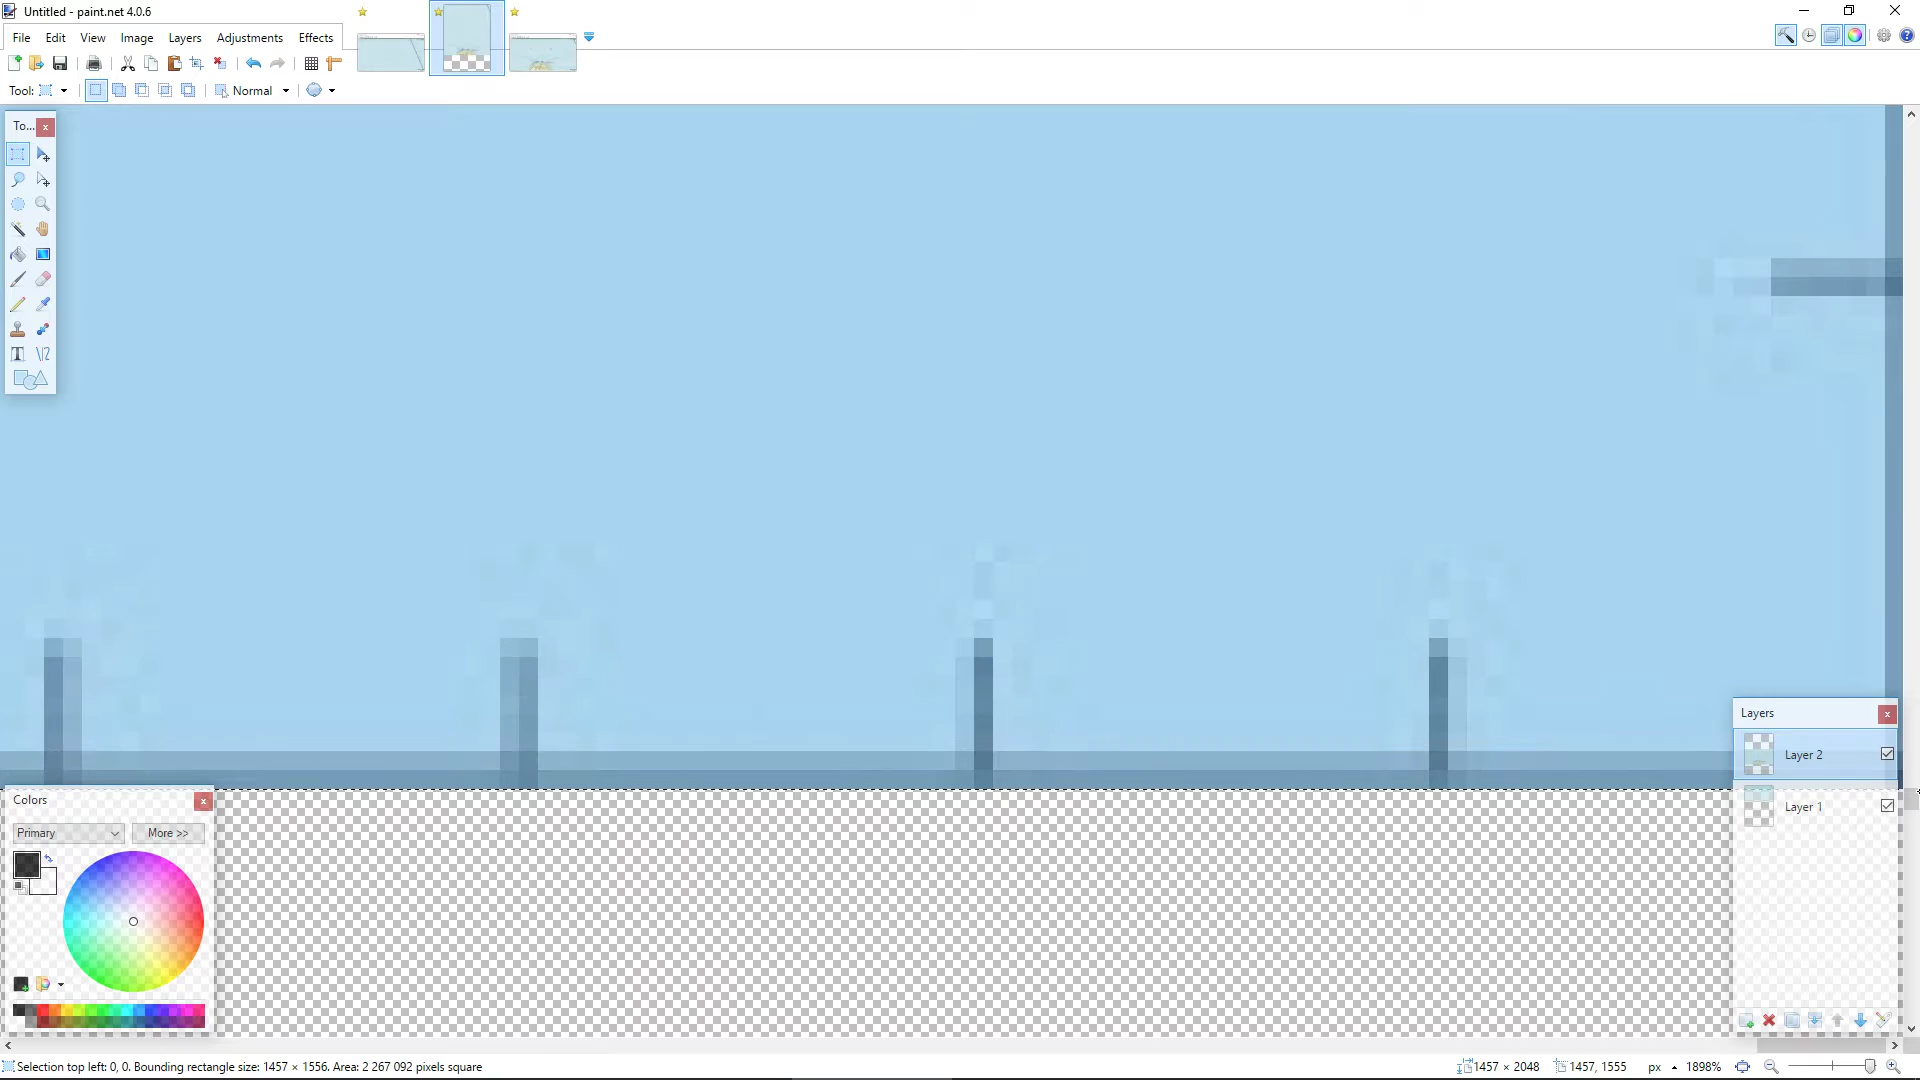 Untitled - paint.net 4.0.6
File Edit View Image Layers Adjustments Effects
Tool: Normal
To...
Layers
Layer 2
Layer 1
Colors
Primary More >>
Selection top left: 0, 0. Bounding rectangle size: 1457 × 1556. Area: 2 267 092 pixels square
1457 × 2048 1457, 1555 px 1898%